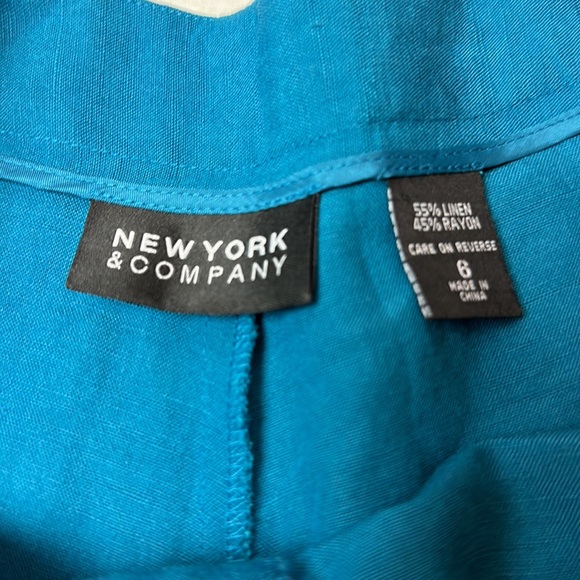 NEW YORK
& COMPANY
55% LINEN
45% RAYON
CARE ON REVERSE
6
MADE IN
CHINA